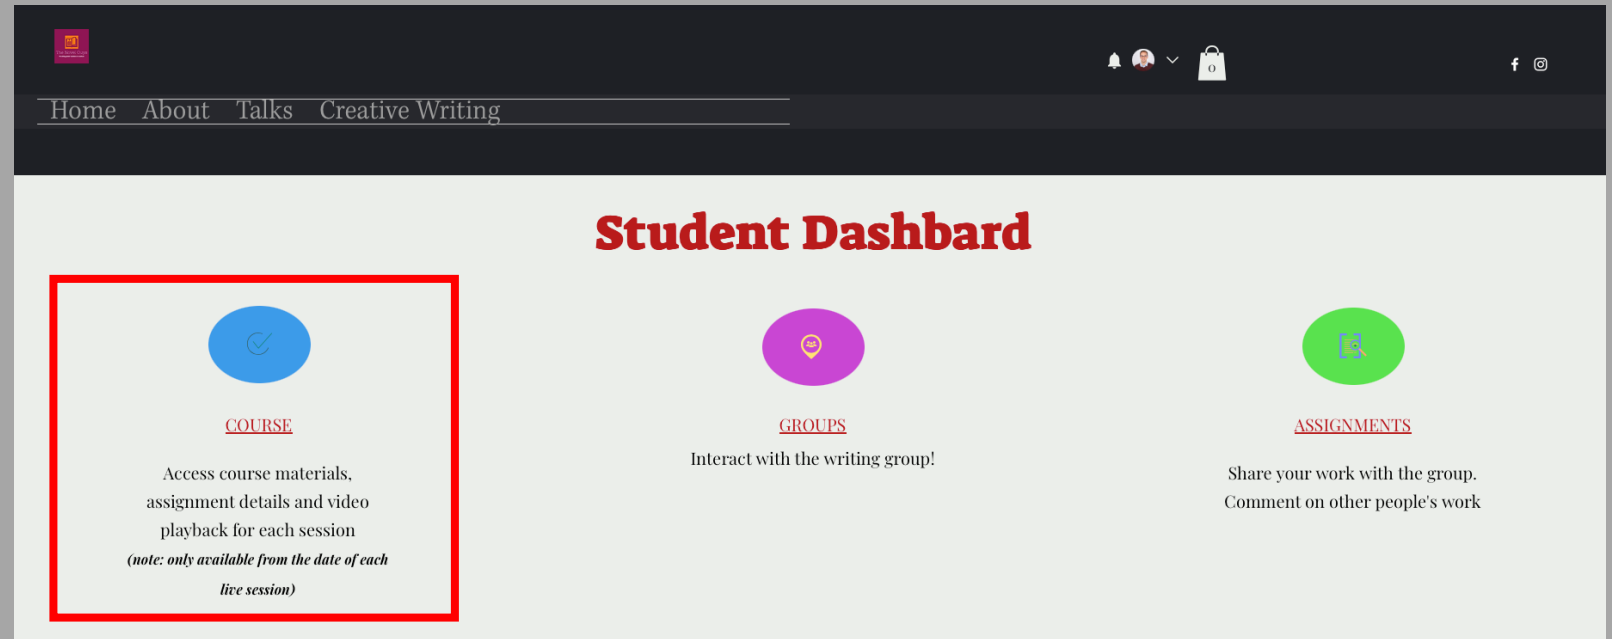 0
Home About Talks Creative Writing
Student Dashbard
COURSE
Access course materials,
assignment details and video
playback for each session
(note: only available from the date of each
live session)
GROUPS
Interact with the writing group!
ASSIGNMENTS
Share your work with the group.
Comment on other people's work